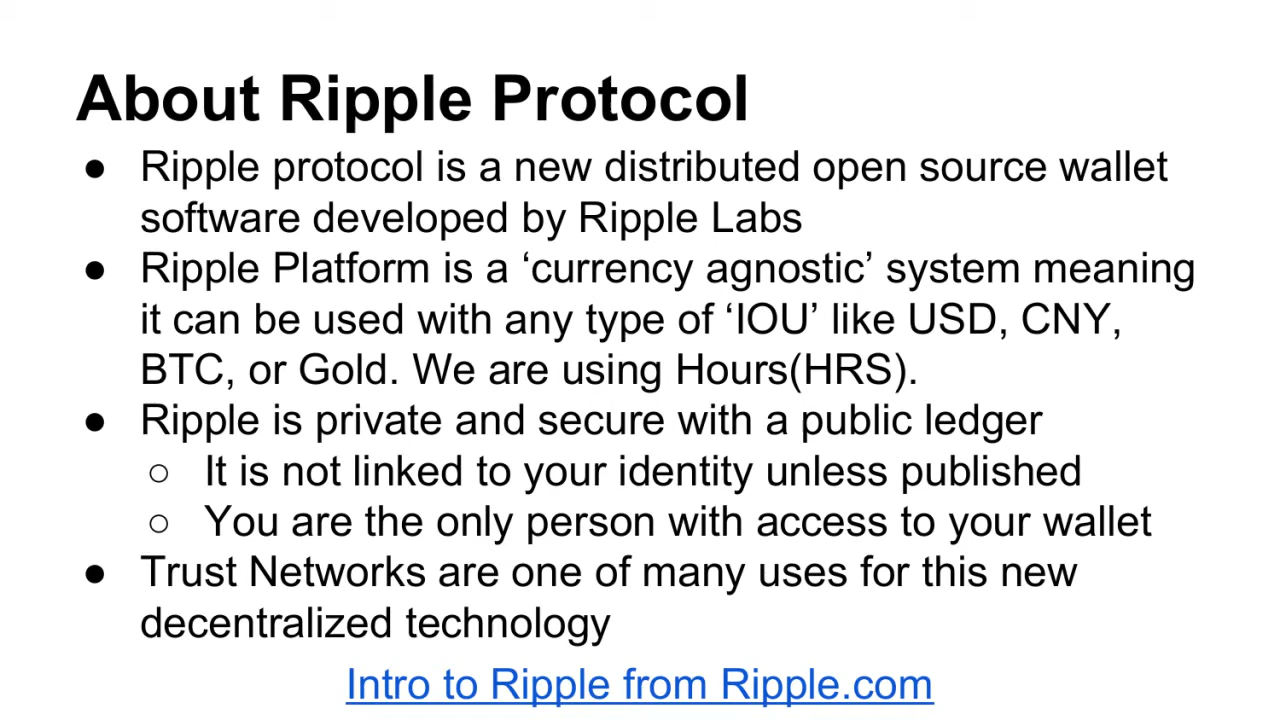 About Ripple Protocol
● Ripple protocol is a new distributed open source wallet
software developed by Ripple Labs
● Ripple Platform is a ‘currency agnostic’ system meaning
it can be used with any type of ‘IOU’ like USD, CNY,
BTC, or Gold. We are using Hours(HRS).
● Ripple is private and secure with a public ledger
○ It is not linked to your identity unless published
○ You are the only person with access to your wallet
● Trust Networks are one of many uses for this new
decentralized technology
Intro to Ripple from Ripple.com